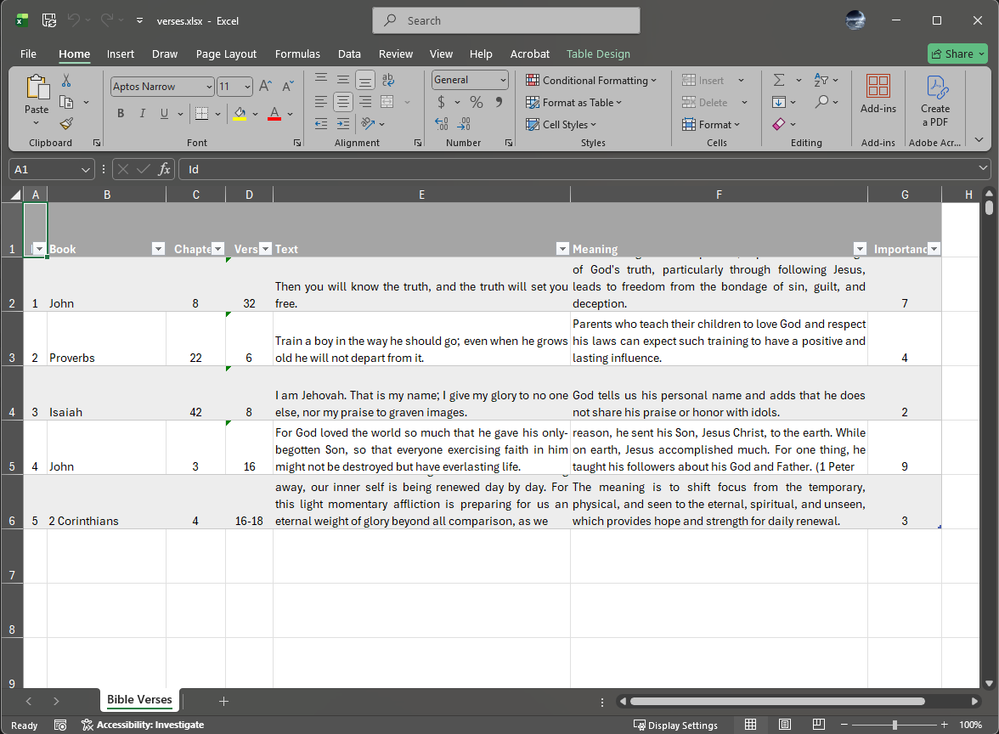 verses.xlsx - Excel
Search
File Home Insert Draw Page Layout Formulas Data Review View Help Acrobat Table Design
Share
Paste
Clipboard
Aptos Narrow 11
B I U
Font
ab
Alignment
General
$ % 9
Number
Conditional Formatting
Format as Table
Cell Styles
Styles
Insert
Delete
Format
Cells
Editing
Add-ins
Add-ins
Create
a PDF
Adobe Acr...
A1 fx Id
A B C D E F G H
1 Book Chapte Vers Text Meaning Importanc
of God's truth, particularly through following Jesus,
Then you will know the truth, and the truth will set you leads to freedom from the bondage of sin, guilt, and
2 1 John 8 32 free. deception. 7
Parents who teach their children to love God and respect
Train a boy in the way he should go; even when he grows his laws can expect such training to have a positive and
3 2 Proverbs 22 6 old he will not depart from it. lasting influence. 4
I am Jehovah. That is my name; I give my glory to no one God tells us his personal name and adds that he does
4 3 Isaiah 42 8 else, nor my praise to graven images. not share his praise or honor with idols. 2
For God loved the world so much that he gave his only- reason, he sent his Son, Jesus Christ, to the earth. While
begotten Son, so that everyone exercising faith in him on earth, Jesus accomplished much. For one thing, he
5 4 John 3 16 might not be destroyed but have everlasting life. taught his followers about his God and Father. (1 Peter 9
away, our inner self is being renewed day by day. For The meaning is to shift focus from the temporary,
this light momentary affliction is preparing for us an physical, and seen to the eternal, spiritual, and unseen,
6 5 2 Corinthians 4 16-18 eternal weight of glory beyond all comparison, as we which provides hope and strength for daily renewal. 3
7
8
9
Bible Verses
Ready Accessibility: Investigate Display Settings 100%